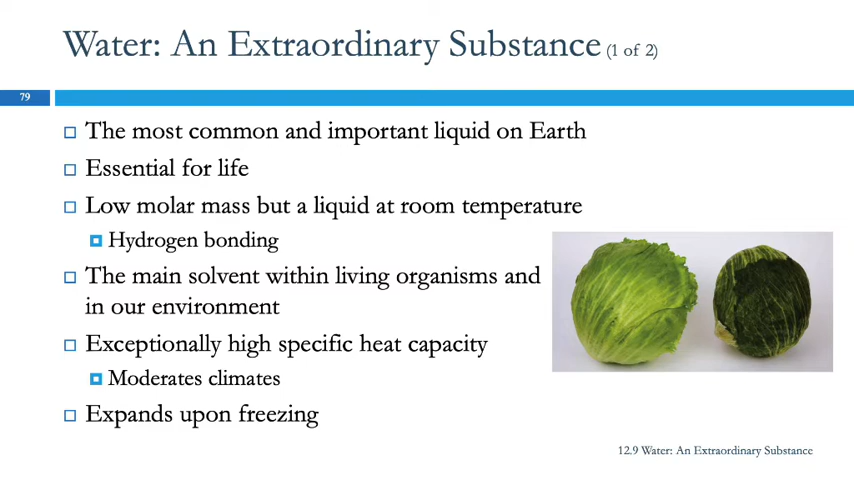 Water: An Extraordinary Substance (1 of 2)
79
The most common and important liquid on Earth
Essential for life
Low molar mass but a liquid at room temperature
Hydrogen bonding
The main solvent within living organisms and
in our environment
Exceptionally high specific heat capacity
Moderates climates
Expands upon freezing
12.9 Water: An Extraordinary Substance